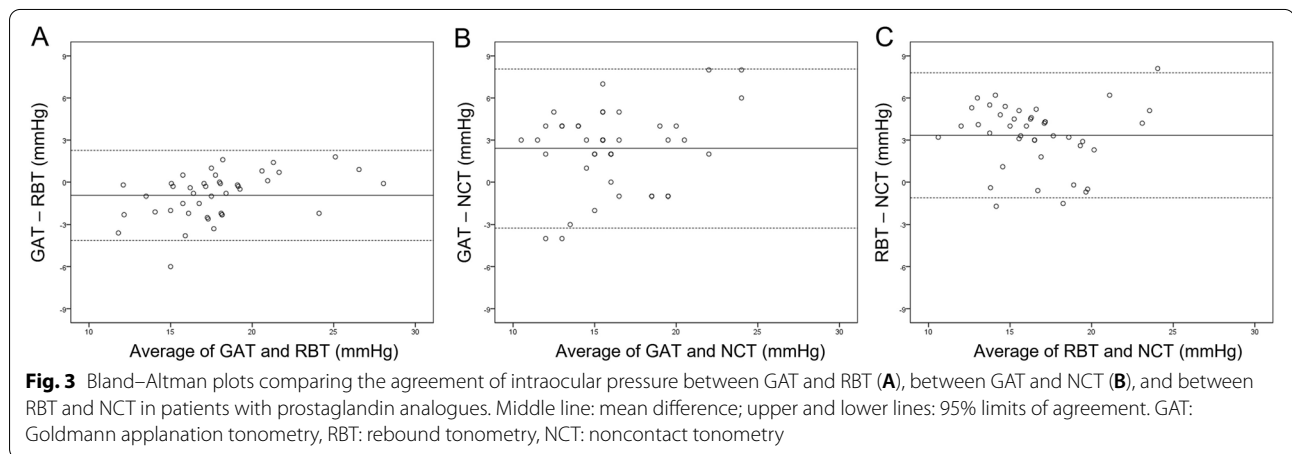 A
B
C
9
6
3
0
-3
-6
-9
GAT – RBT (mmHg)
10 15 20 25 30
Average of GAT and RBT (mmHg)
9
6
3
0
-3
-6
-9
GAT – NCT (mmHg)
10 15 20 25 30
Average of GAT and NCT (mmHg)
9
6
3
0
-3
-6
-9
RBT – NCT (mmHg)
10 15 20 25 30
Average of RBT and NCT (mmHg)
Fig. 3 Bland–Altman plots comparing the agreement of intraocular pressure between GAT and RBT (A), between GAT and NCT (B), and between
RBT and NCT in patients with prostaglandin analogues. Middle line: mean difference; upper and lower lines: 95% limits of agreement. GAT:
Goldmann applanation tonometry, RBT: rebound tonometry, NCT: noncontact tonometry